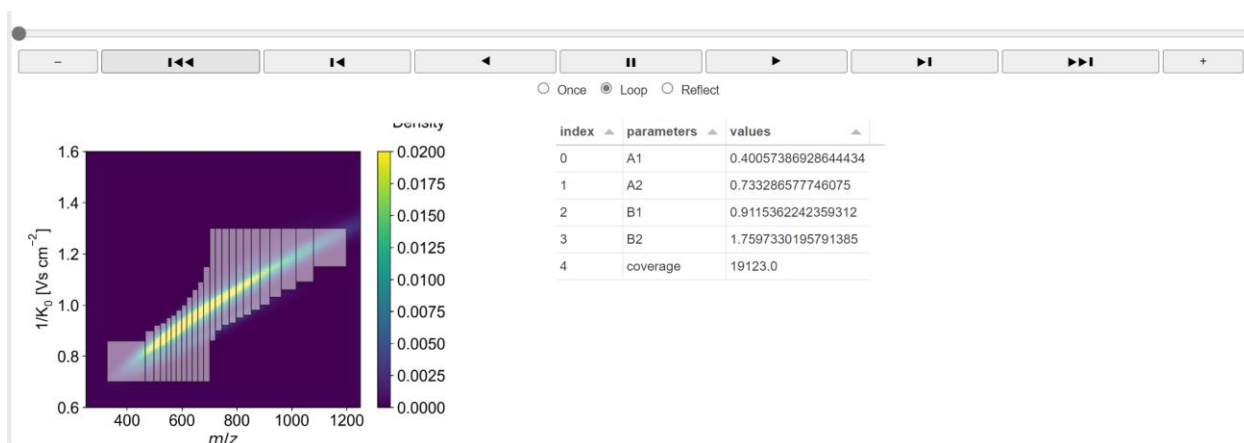 − +
Once Loop Reflect
Density
1.6
1.4
1.2
1.0
0.8
0.6
1/K₀ [Vs cm⁻²]
400 600 800 1000 1200
m/z
0.0200
0.0175
0.0150
0.0125
0.0100
0.0075
0.0050
0.0025
0.0000
index parameters values
0 A1 0.40057386928644434
1 A2 0.733286577746075
2 B1 0.9115362242359312
3 B2 1.7597330195791385
4 coverage 19123.0